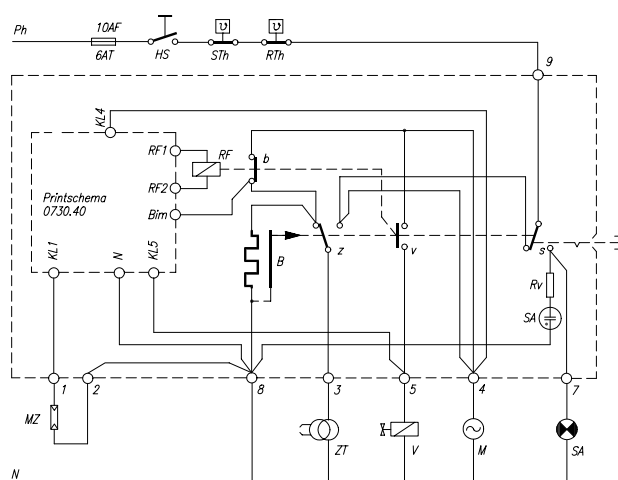 Ph
10AF
6AT
HS
ϑ
STh
ϑ
RTh
9
KL4
RF1
RF
b
RF2
Printschema
0730.40
Bim
KL1
N
KL5
B
z
v
s
Rv
SA
1
2
8
3
5
4
7
MZ
ZT
V
M
SA
N